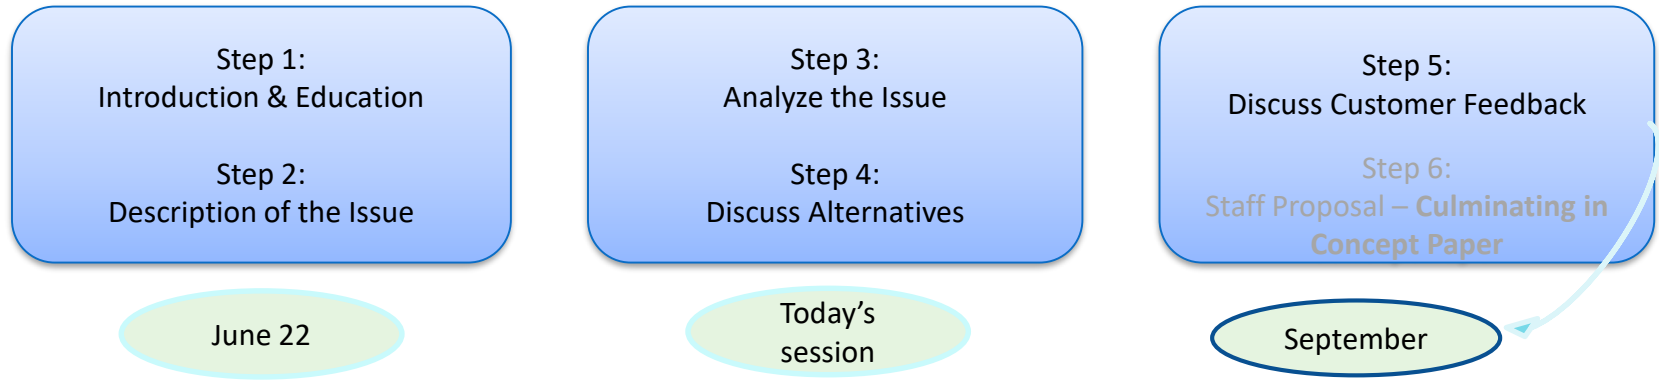 Step 1:
Introduction & Education
Step 2:
Description of the Issue
June 22
Step 3:
Analyze the Issue
Step 4:
Discuss Alternatives
Today’s
session
Step 5:
Discuss Customer Feedback
Step 6:
Staff Proposal – Culminating in
Concept Paper
September